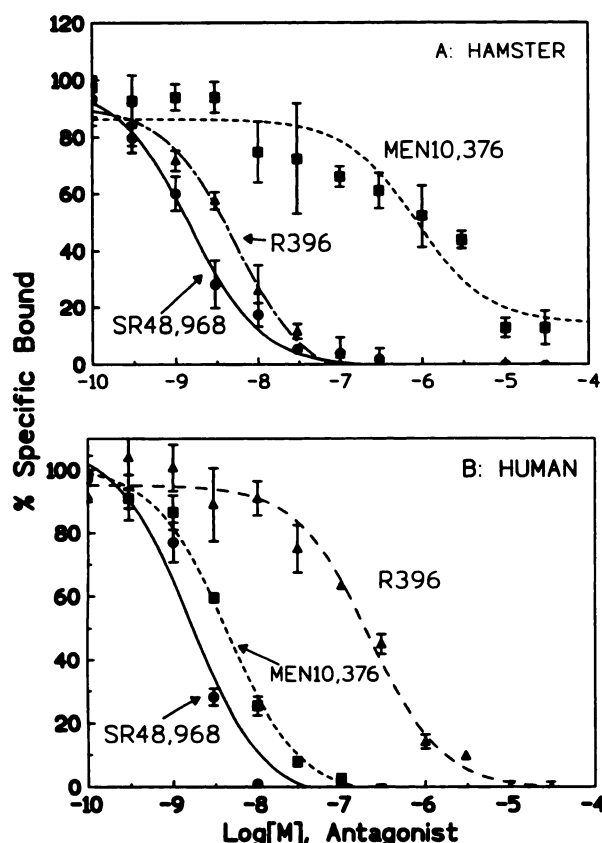 120
100
80
60
40
20
0
A: HAMSTER
MEN10,376
R396
SR48,968
-10 -9 -8 -7 -6 -5 -4
% Specific Bound
100
80
60
40
20
0
B: HUMAN
R396
MEN10,376
SR48,968
-10 -9 -8 -7 -6 -5 -4
Log[M], Antagonist